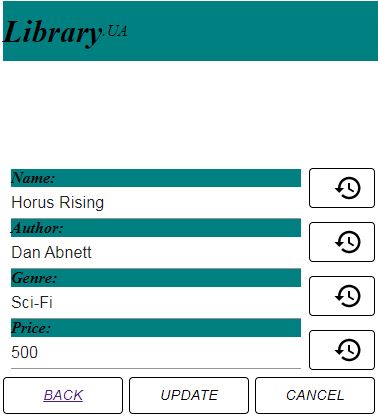 Library.UA
Name:
Horus Rising
Author:
Dan Abnett
Genre:
Sci-Fi
Price:
500
BACK UPDATE CANCEL